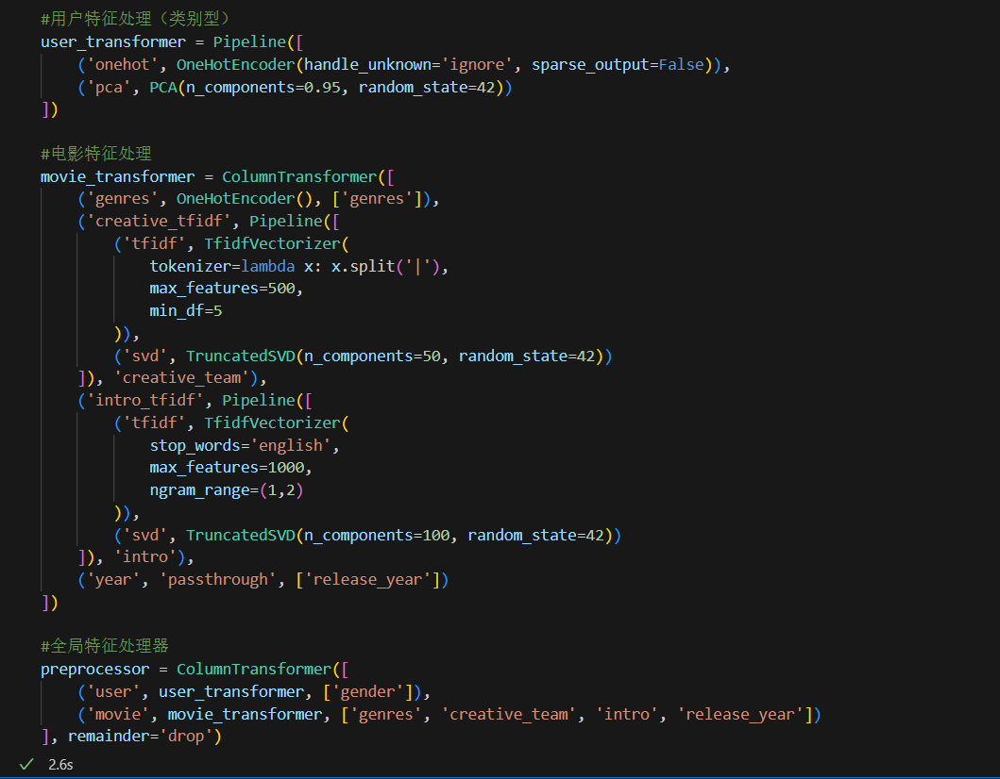 #用户特征处理（类别型）
user_transformer = Pipeline([
    ('onehot', OneHotEncoder(handle_unknown='ignore', sparse_output=False)),
    ('pca', PCA(n_components=0.95, random_state=42))
])
#电影特征处理
movie_transformer = ColumnTransformer([
    ('genres', OneHotEncoder(), ['genres']),
    ('creative_tfidf', Pipeline([
        ('tfidf', TfidfVectorizer(
            tokenizer=lambda x: x.split('|'),
            max_features=500,
            min_df=5
        )),
        ('svd', TruncatedSVD(n_components=50, random_state=42))
    ]), 'creative_team'),
    ('intro_tfidf', Pipeline([
        ('tfidf', TfidfVectorizer(
            stop_words='english',
            max_features=1000,
            ngram_range=(1,2)
        )),
        ('svd', TruncatedSVD(n_components=100, random_state=42))
    ]), 'intro'),
    ('year', 'passthrough', ['release_year'])
])
#全局特征处理器
preprocessor = ColumnTransformer([
    ('user', user_transformer, ['gender']),
    ('movie', movie_transformer, ['genres', 'creative_team', 'intro', 'release_year'])
], remainder='drop')
2.6s